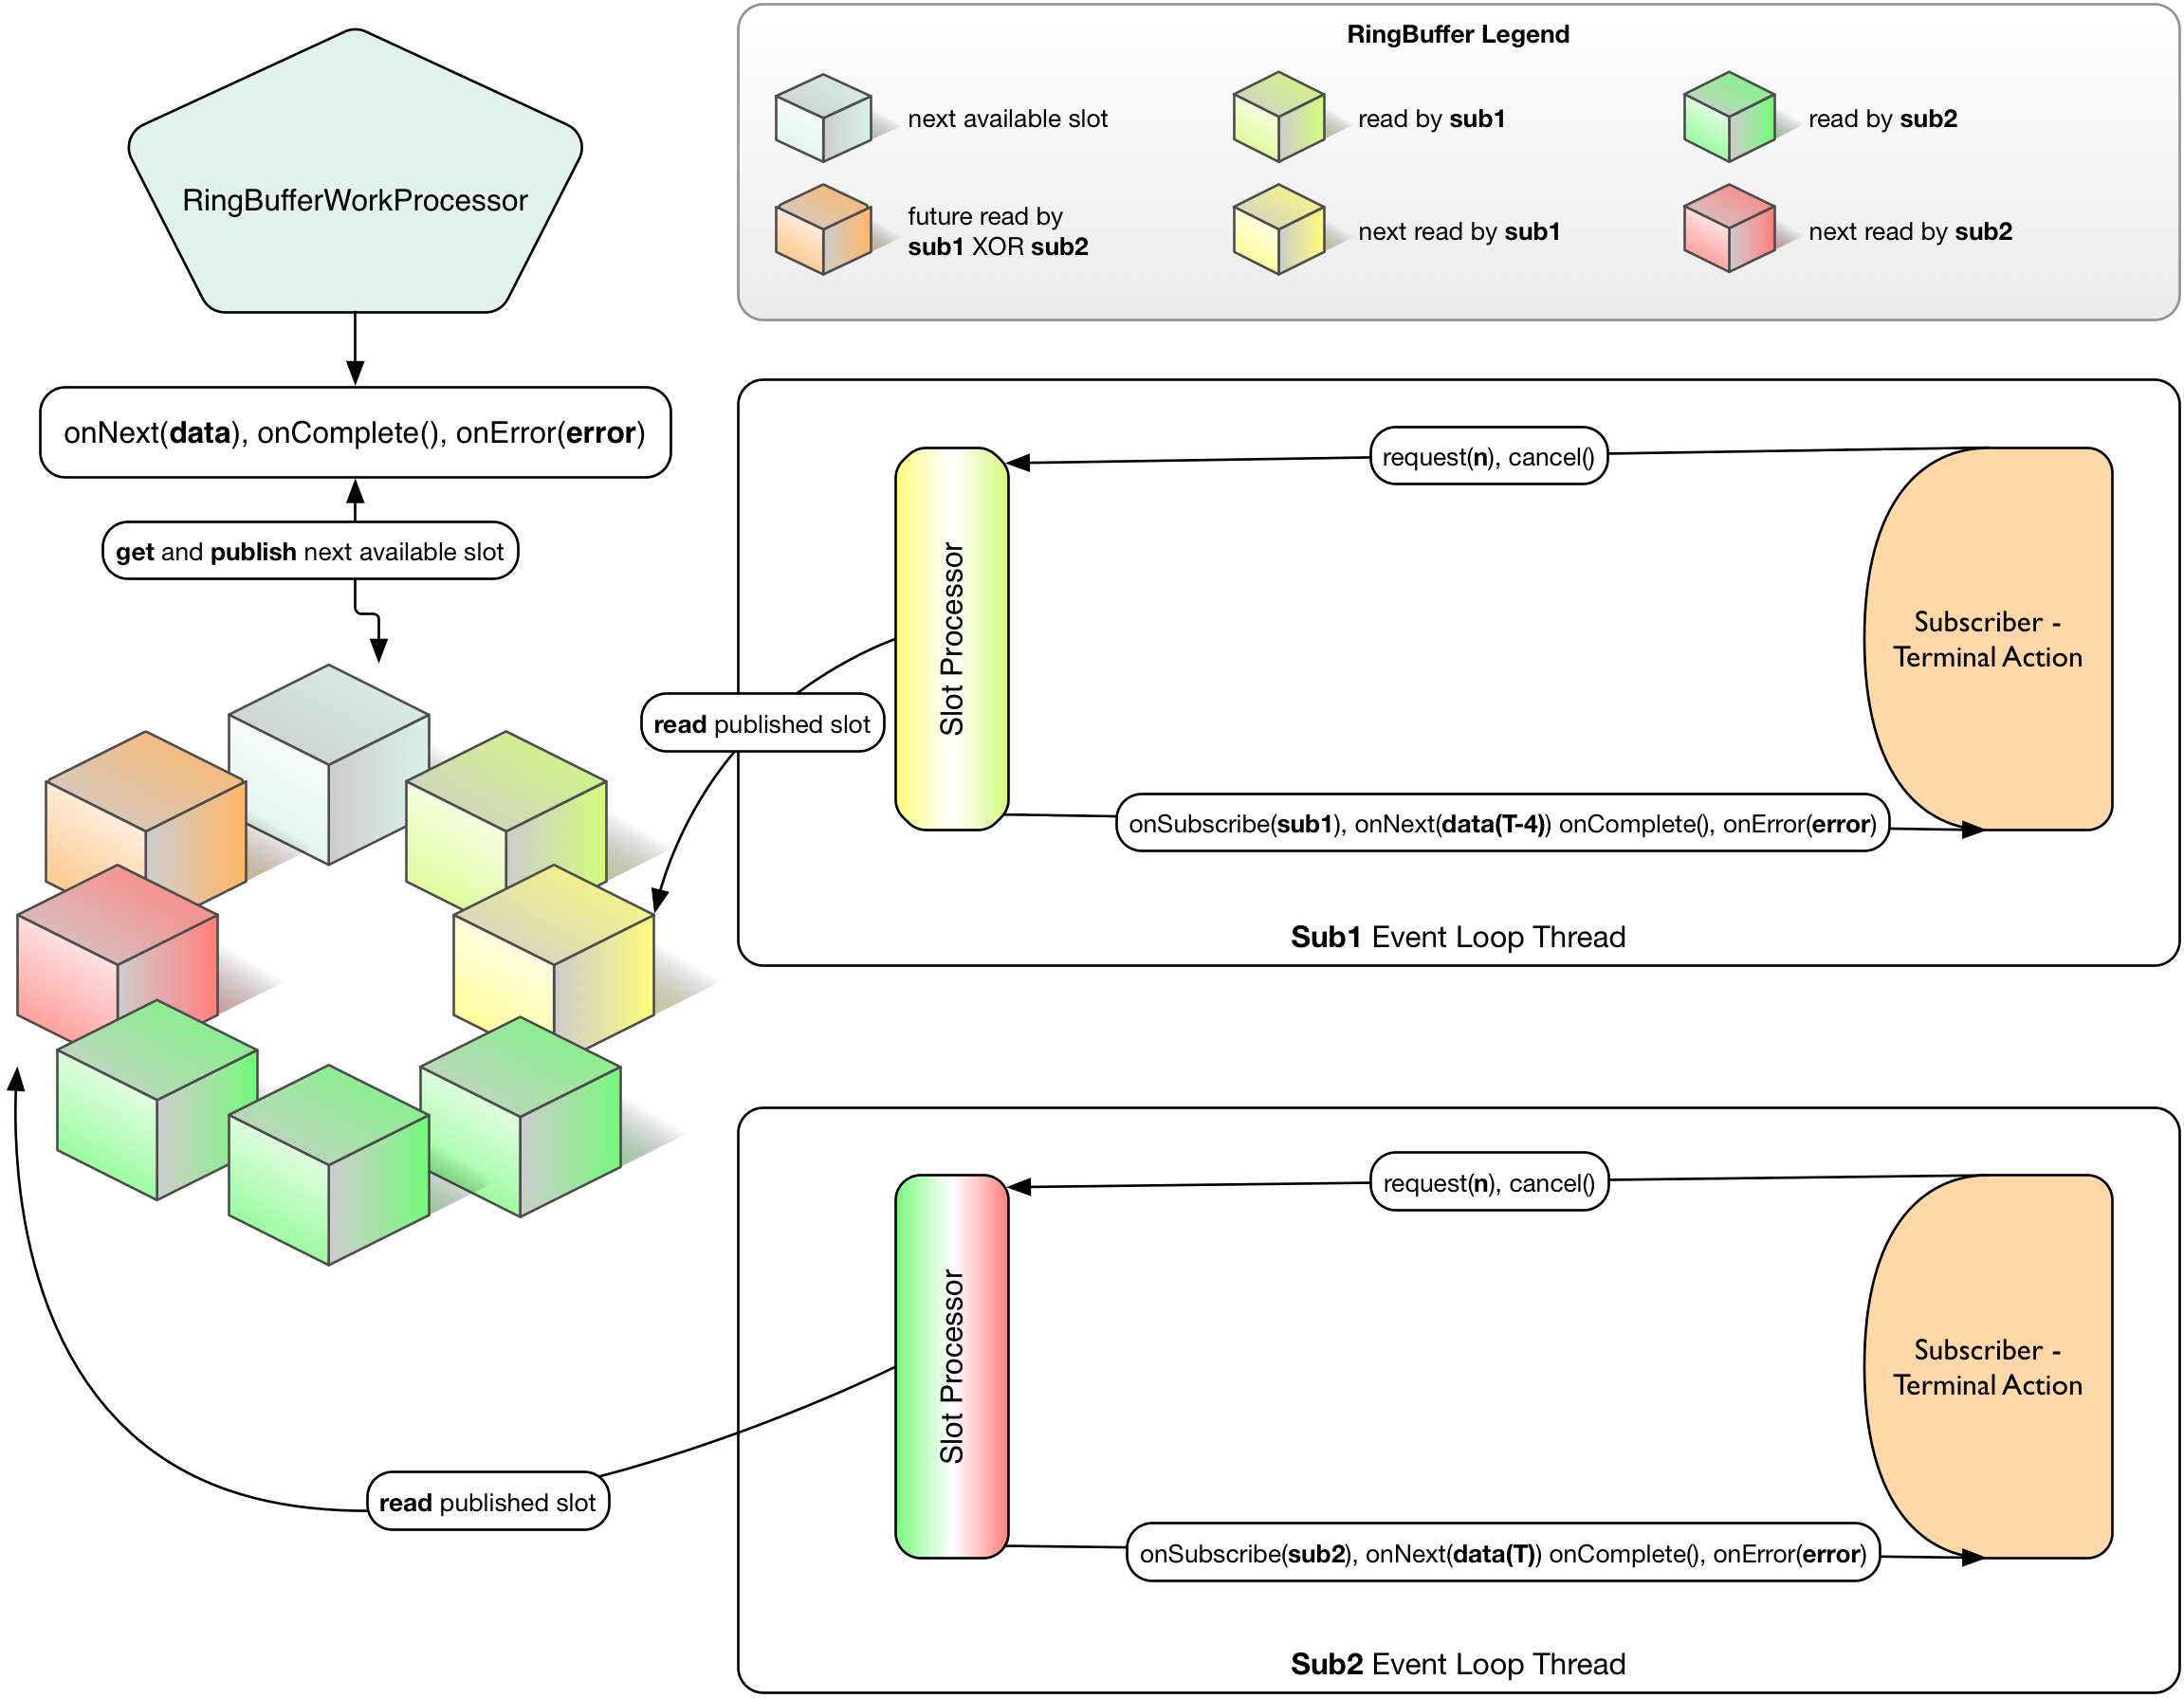 RingBufferWorkProcessor
onNext(data), onComplete(), onError(error)
get and publish next available slot
RingBuffer Legend
next available slot
read by sub1
read by sub2
future read by
sub1 XOR sub2
next read by sub1
next read by sub2
request(n), cancel()
Slot Processor
Subscriber -
Terminal Action
read published slot
onSubscribe(sub1), onNext(data(T-4)) onComplete(), onError(error)
Sub1 Event Loop Thread
request(n), cancel()
Slot Processor
Subscriber -
Terminal Action
read published slot
onSubscribe(sub2), onNext(data(T)) onComplete(), onError(error)
Sub2 Event Loop Thread